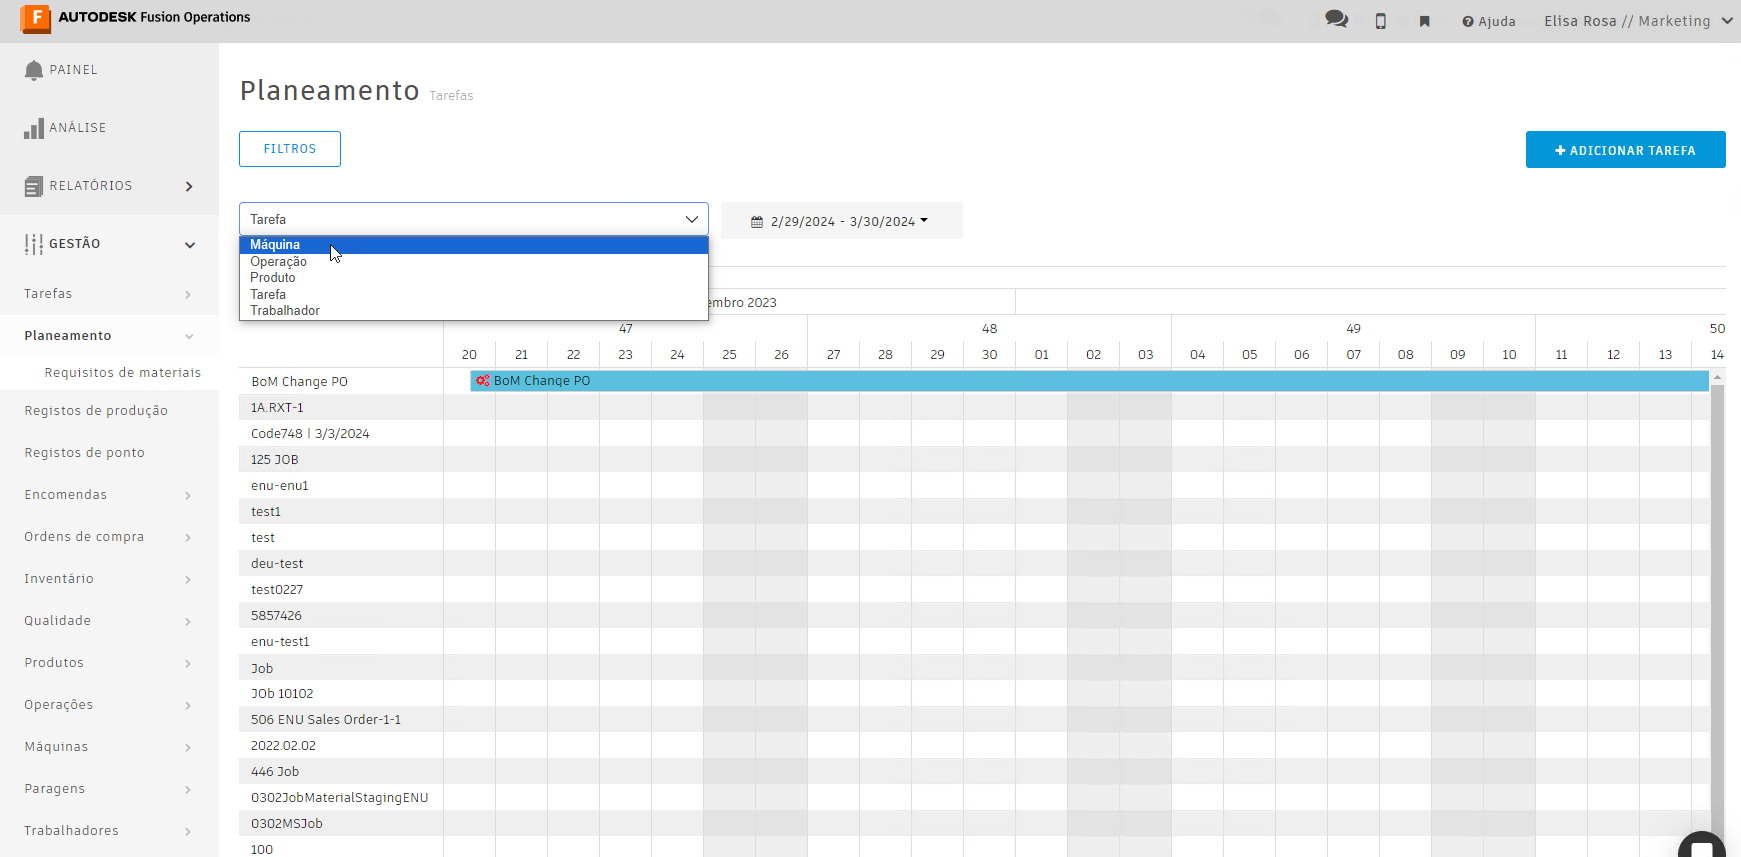 F AUTODESK Fusion Operations
Ajuda
Elisa Rosa // Marketing
PAINEL
ANÁLISE
RELATÓRIOS
GESTÃO
Tarefas
Planeamento
Requisitos de materiais
Registos de produção
Registos de ponto
Encomendas
Ordens de compra
Inventário
Qualidade
Produtos
Operações
Máquinas
Paragens
Trabalhadores
Planeamento Tarefas
FILTROS
+ ADICIONAR TAREFA
Tarefa
2/29/2024 - 3/30/2024
Máquina
Operação
Produto
Tarefa
Trabalhador
embro 2023
47 48 49 50
20 21 22 23 24 25 26 27 28 29 30 01 02 03 04 05 06 07 08 09 10 11 12 13 14
BoM Change PO
BoM Change PO
1A.RXT-1
Code748 | 3/3/2024
125 JOB
enu-enu1
test1
test
deu-test
test0227
5857426
enu-test1
Job
JOb 10102
506 ENU Sales Order-1-1
2022.02.02
446 Job
0302JobMaterialStagingENU
0302MSJob
100